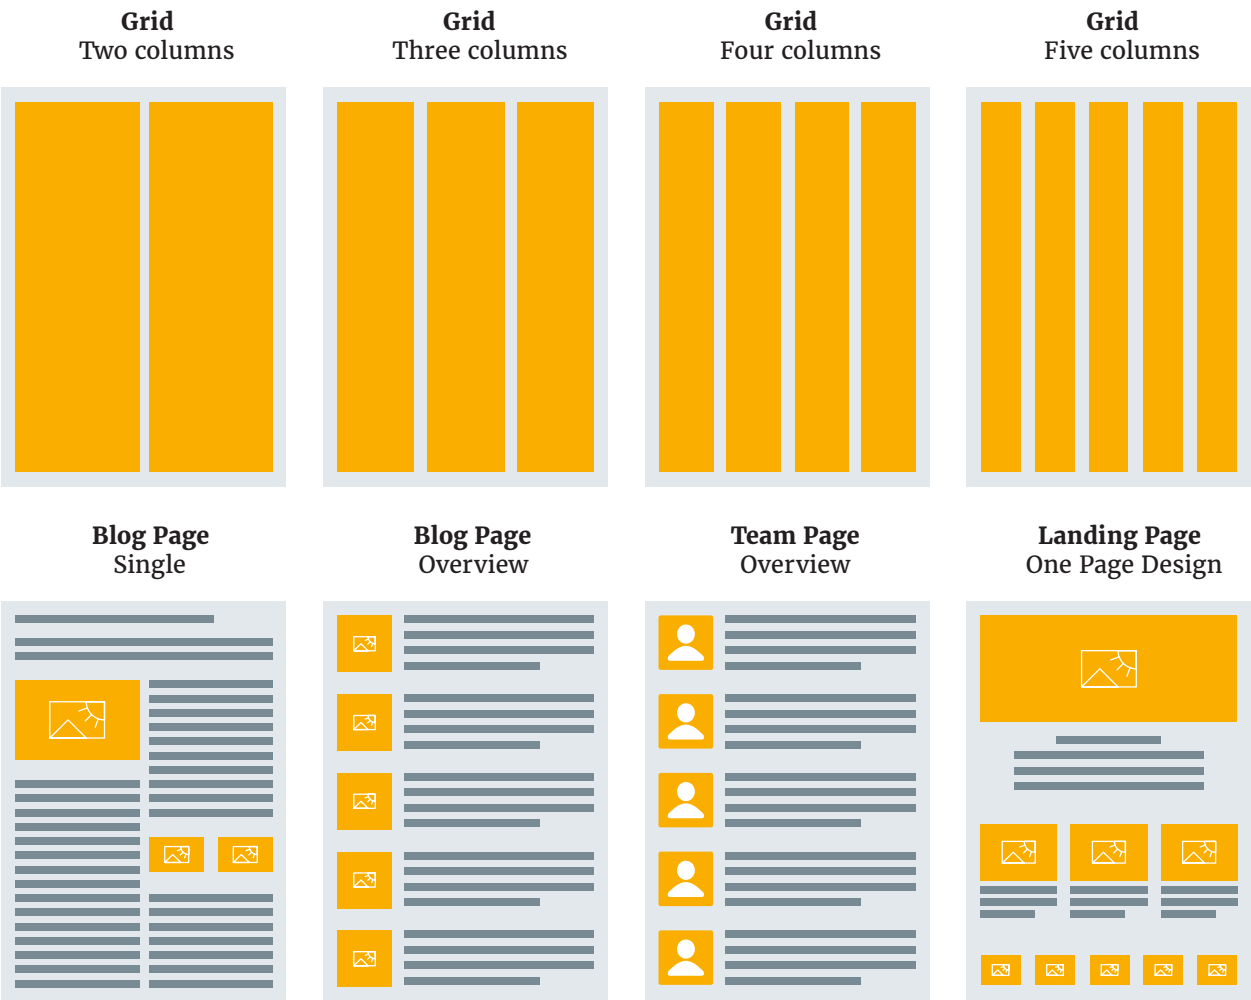 Grid
Two columns
Grid
Three columns
Grid
Four columns
Grid
Five columns
Blog Page
Single
Blog Page
Overview
Team Page
Overview
Landing Page
One Page Design